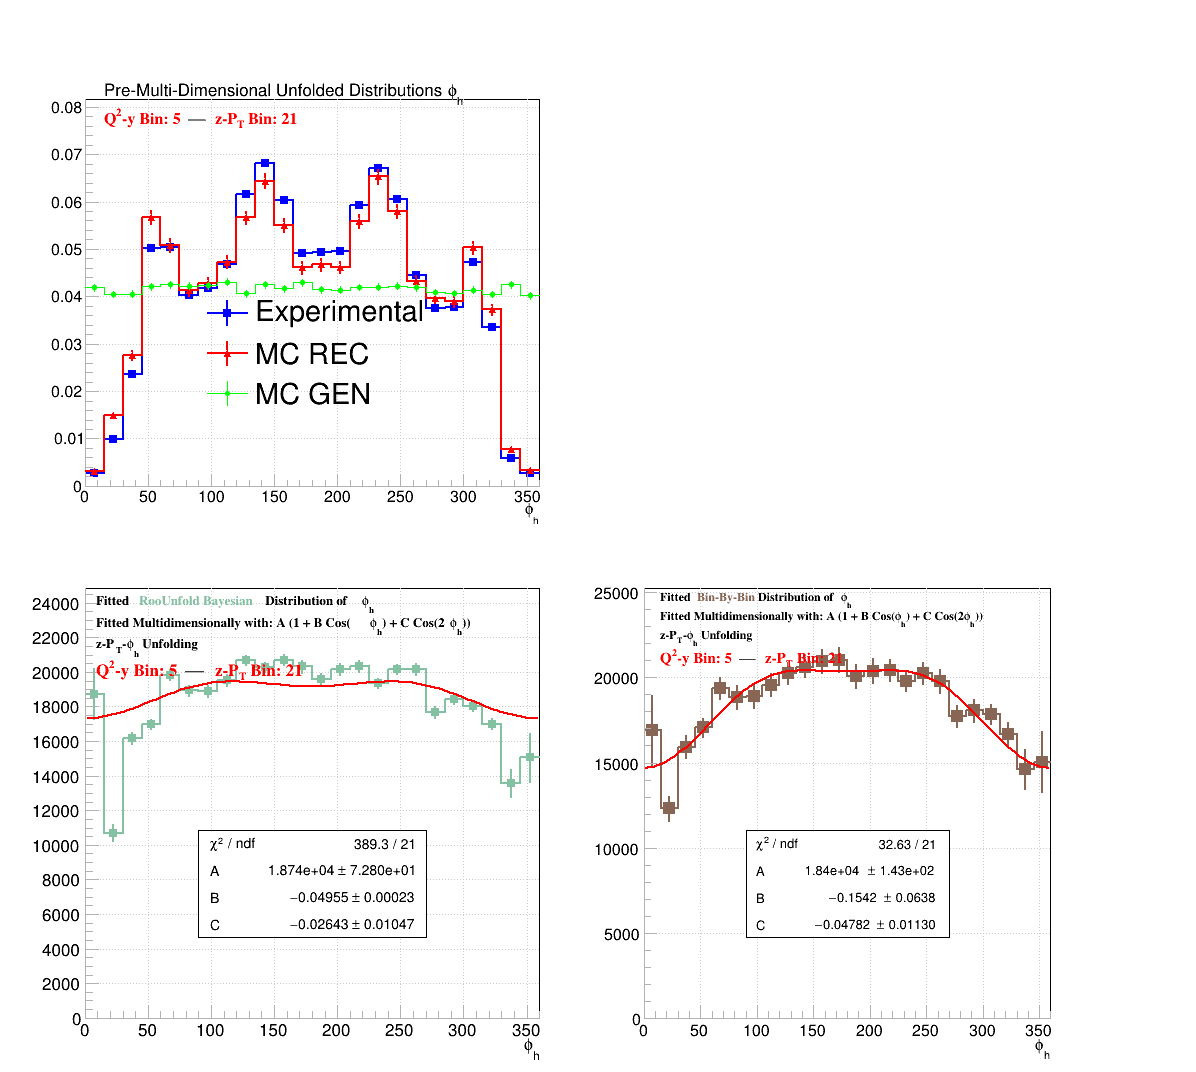 Pre-Multi-Dimensional Unfolded Distributions ϕh
Q2-y Bin: 5 — z-PT Bin: 21
0.08
0.07
0.06
0.05
0.04
0.03
0.02
0.01
0
Experimental
MC REC
MC GEN
0 50 100 150 200 250 300 350
ϕh
Fitted RooUnfold Bayesian Distribution of ϕh
Fitted Multidimensionally with: A (1 + B Cos( ϕh) + C Cos(2 ϕh))
z-PT-ϕh Unfolding
Q2-y Bin: 5 — z-PT Bin: 21
24000
22000
20000
18000
16000
14000
12000
10000
8000
6000
4000
2000
0
χ2 / ndf 389.3 / 21
A 1.874e+04 ± 7.280e+01
B −0.04955 ± 0.00023
C −0.02643 ± 0.01047
0 50 100 150 200 250 300 350
ϕh
Fitted Bin-By-Bin Distribution of ϕh
Fitted Multidimensionally with: A (1 + B Cos(ϕh) + C Cos(2ϕh))
z-PT-ϕh Unfolding
Q2-y Bin: 5 — z-PT Bin: 21
25000
20000
15000
10000
5000
0
χ2 / ndf 32.63 / 21
A 1.84e+04 ± 1.43e+02
B −0.1542 ± 0.0638
C −0.04782 ± 0.01130
0 50 100 150 200 250 300 350
ϕh